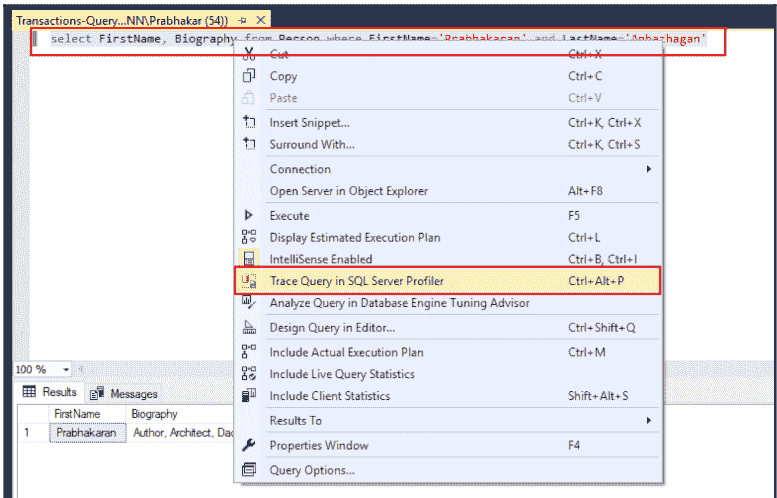 Transactions-Query...NN\Prabhakar (54))
select FirstName, Biography from Person where FirstName='Prabhakaran' and LastName='Anbazhagan'
Cut Ctrl+X
Copy Ctrl+C
Paste Ctrl+V
Insert Snippet... Ctrl+K, Ctrl+X
Surround With... Ctrl+K, Ctrl+S
Connection
Open Server in Object Explorer Alt+F8
Execute F5
Display Estimated Execution Plan Ctrl+L
IntelliSense Enabled Ctrl+B, Ctrl+I
Trace Query in SQL Server Profiler Ctrl+Alt+P
Analyze Query in Database Engine Tuning Advisor
Design Query in Editor... Ctrl+Shift+Q
Include Actual Execution Plan Ctrl+M
Include Live Query Statistics
Include Client Statistics Shift+Alt+S
Results To
Properties Window F4
Query Options...
100 %
Results Messages
FirstName Biography
1 Prabhakaran Author, Architect, Dad